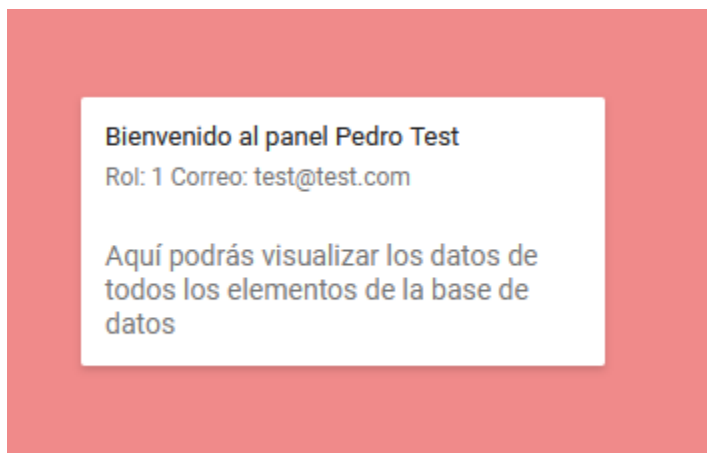 Bienvenido al panel Pedro Test
Rol: 1 Correo: test@test.com
Aquí podrás visualizar los datos de
todos los elementos de la base de
datos